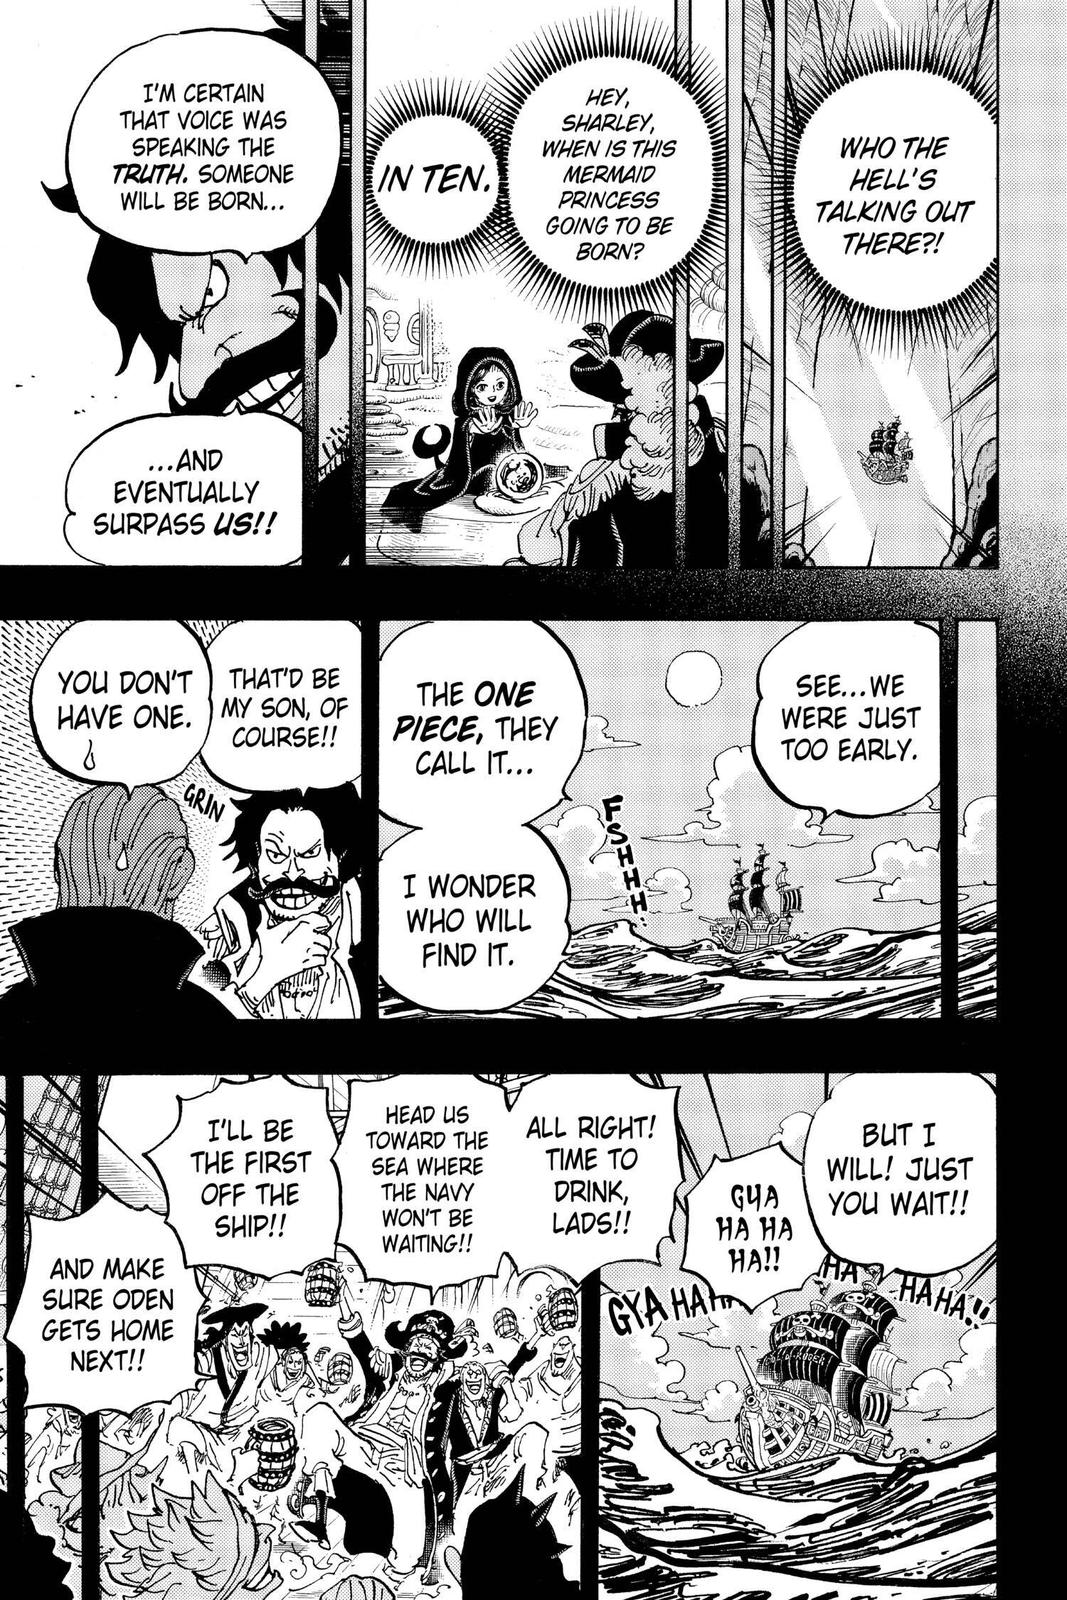 WHO THE
HELL'S
TALKING OUT
THERE?!
HEY,
SHARLEY,
WHEN IS THIS
MERMAID
PRINCESS
GOING TO BE
BORN?
IN TEN.
I'M CERTAIN
THAT VOICE WAS
SPEAKING THE
TRUTH. SOMEONE
WILL BE BORN...
...AND
EVENTUALLY
SURPASS US!!
SEE...WE
WERE JUST
TOO EARLY.
FSHHH..
THE ONE
PIECE, THEY
CALL IT...
I WONDER
WHO WILL
FIND IT.
THAT'D BE
MY SON, OF
COURSE!!
GRIN
YOU DON'T
HAVE ONE.
BUT I
WILL! JUST
YOU WAIT!!
GYA
HA HA
HA!!
GYA HAHA
HA HAHA!!
ALL RIGHT!
TIME TO
DRINK,
LADS!!
HEAD US
TOWARD THE
SEA WHERE
THE NAVY
WON'T BE
WAITING!!
I'LL BE
THE FIRST
OFF THE
SHIP!!
AND MAKE
SURE ODEN
GETS HOME
NEXT!!